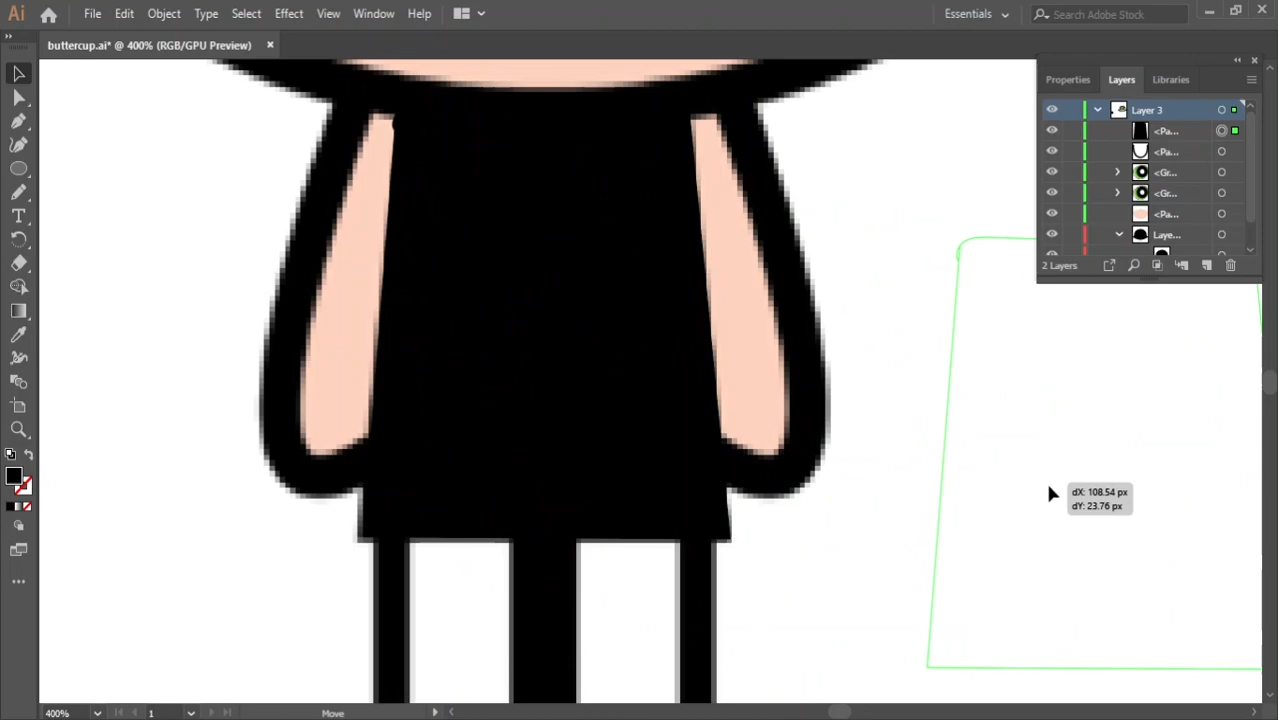 Ai File Edit Object Type Select Effect View Window Help Essentials Search Adobe Stock
buttercup.ai* @ 400% (RGB/GPU Preview) ×
Properties Layers Libraries
Layer 3
<Pa...
<Pa...
<Gr...
<Gr...
<Pa...
Laye...
2 Layers
dX: 108.54 px
dY: 23.76 px
400% 1 Move